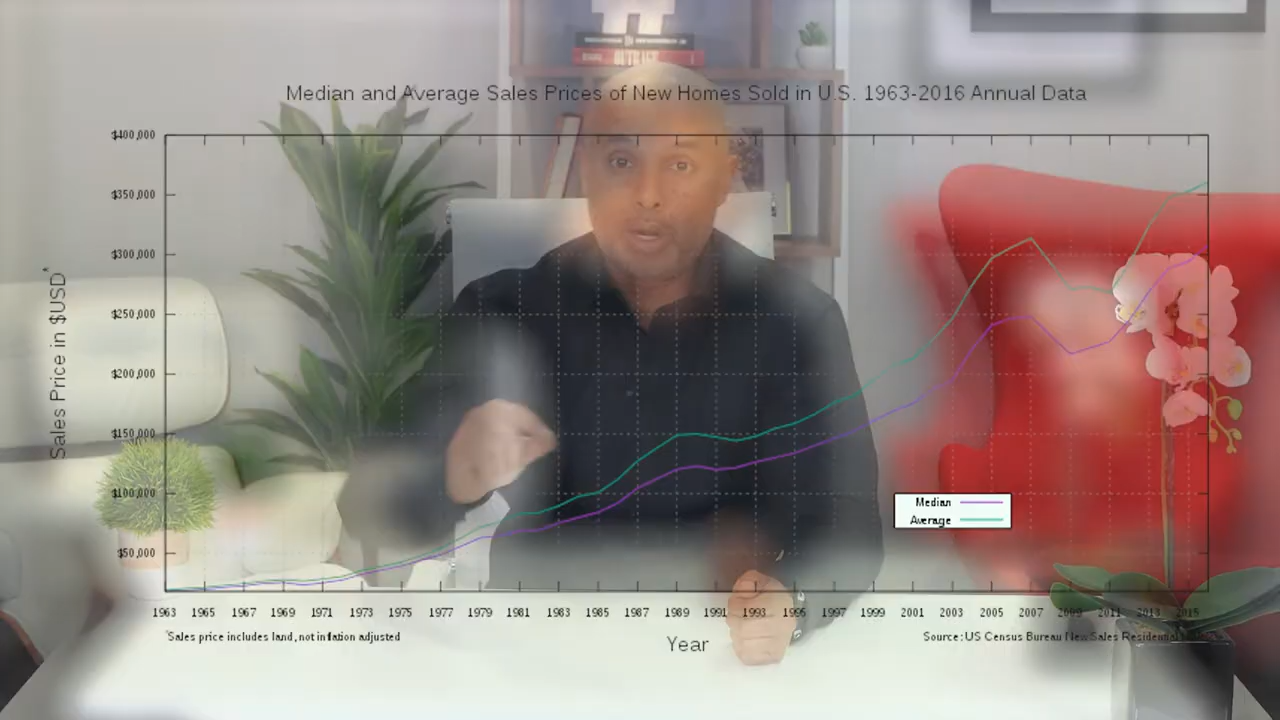 Median and Average Sales Prices of New Homes Sold in U.S. 1963-2016 Annual Data
$400,000
$350,000
$300,000
$250,000
$200,000
$150,000
$100,000
$50,000
Sales Price in $USD*
Median
Average
1963 1965 1967 1969 1971 1973 1975 1977 1979 1981 1983 1985 1987 1989 1991 1993 1995 1997 1999 2001 2003 2005 2007 2009 2011 2013 2015
*Sales price includes land, not inflation adjusted
Year
Source: US Census Bureau New Sales Residential